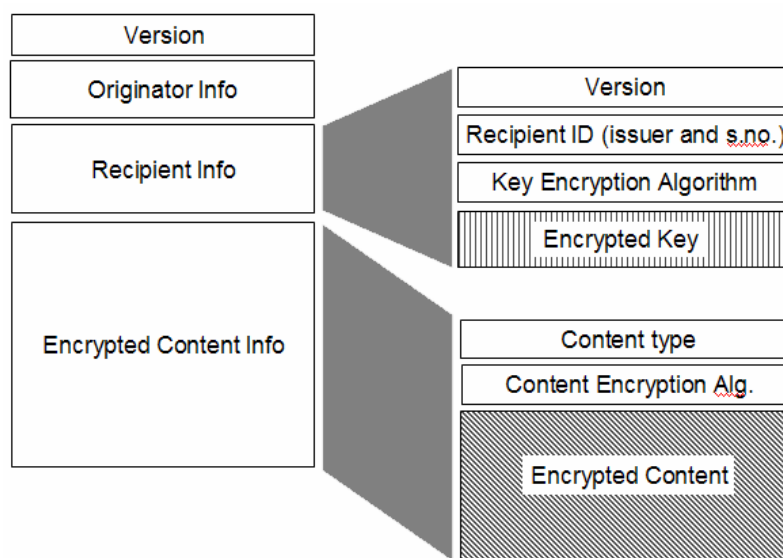 Version
Originator Info
Recipient Info
Encrypted Content Info
Version
Recipient ID (issuer and s.no.)
Key Encryption Algorithm
Encrypted Key
Content type
Content Encryption Alg.
Encrypted Content